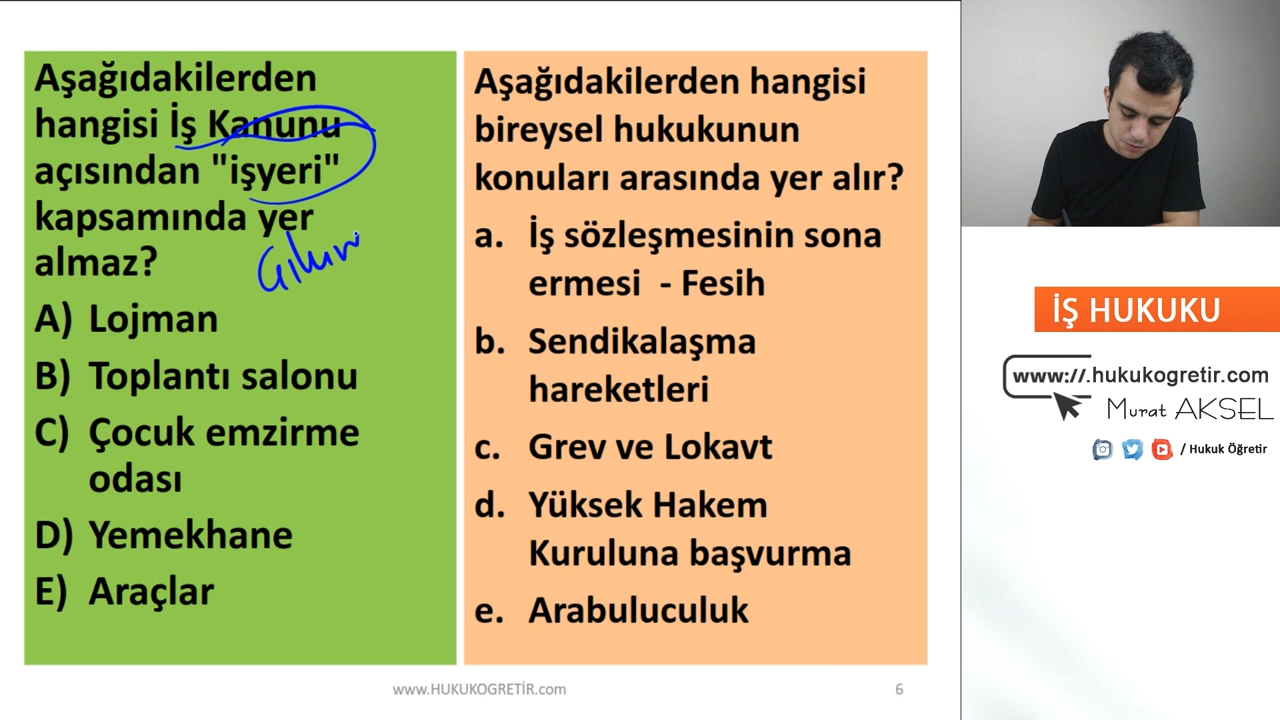 Aşağıdakilerden
hangisi İş Kanunu
açısından "işyeri"
kapsamında yer
almaz?
A) Lojman
B) Toplantı salonu
C) Çocuk emzirme
odası
D) Yemekhane
E) Araçlar
Aşağıdakilerden hangisi
bireysel hukukunun
konuları arasında yer alır?
a. İş sözleşmesinin sona
ermesi - Fesih
b. Sendikalaşma
hareketleri
c. Grev ve Lokavt
d. Yüksek Hakem
Kuruluna başvurma
e. Arabuluculuk
www.HUKUKOGRETİR.com
6
İŞ HUKUKU
www://.hukukogretir.com
Murat AKSEL
/ Hukuk Öğretir